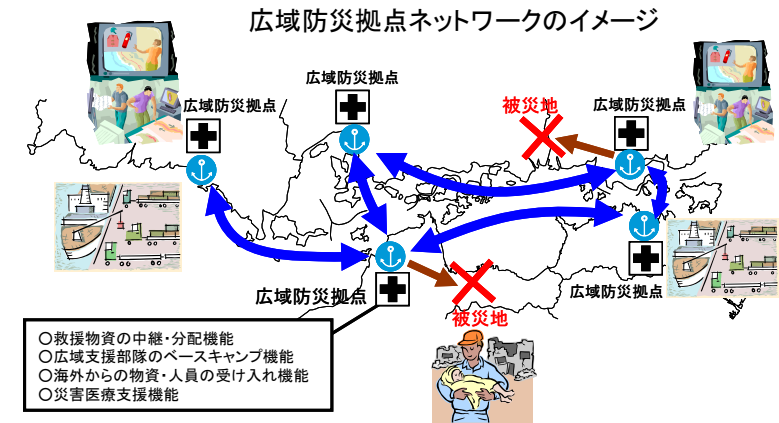 広域防災拠点ネットワークのイメージ
広域防災拠点
広域防災拠点
被災地
広域防災拠点
広域防災拠点
広域防災拠点
被災地
○救援物資の中継・分配機能
○広域支援部隊のベースキャンプ機能
○海外からの物資・人員の受け入れ機能
○災害医療支援機能